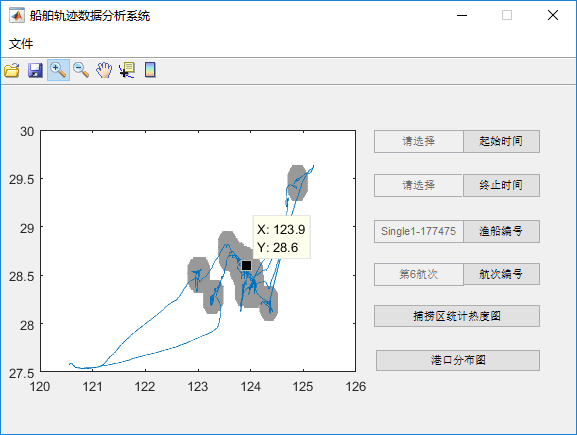 船舶轨迹数据分析系统
文件
30
29.5
29
28.5
28
27.5
120
121
122
123
124
125
126
X: 123.9
Y: 28.6
请选择 起始时间
请选择 终止时间
Single1-177475 渔船编号
第6航次 航次编号
捕捞区统计热度图
港口分布图